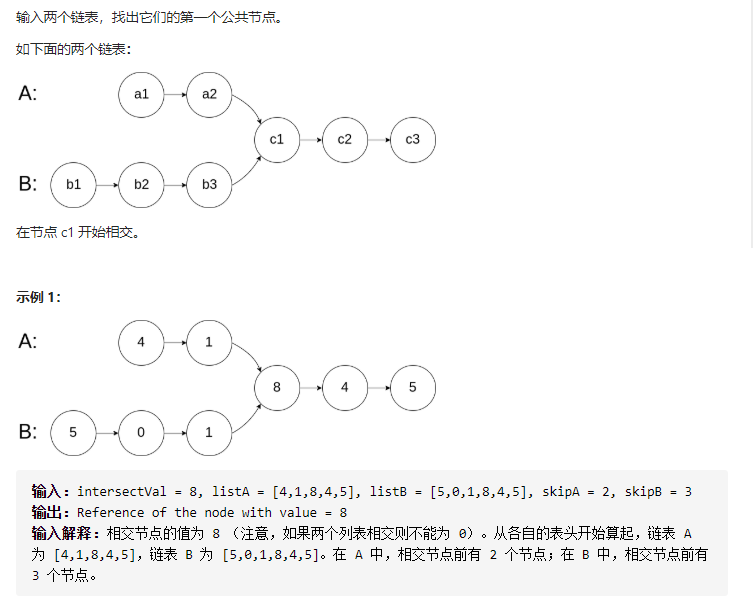 输入两个链表，找出它们的第一个公共节点。
如下面的两个链表：
A: a1 a2
c1 c2 c3
B: b1 b2 b3
在节点 c1 开始相交。
示例 1：
A: 4 1
8 4 5
B: 5 0 1
输入：intersectVal = 8, listA = [4,1,8,4,5], listB = [5,0,1,8,4,5], skipA = 2, skipB = 3
输出：Reference of the node with value = 8
输入解释：相交节点的值为 8 （注意，如果两个列表相交则不能为 0）。从各自的表头开始算起，链表 A
为 [4,1,8,4,5]，链表 B 为 [5,0,1,8,4,5]。在 A 中，相交节点前有 2 个节点；在 B 中，相交节点前有
3 个节点。